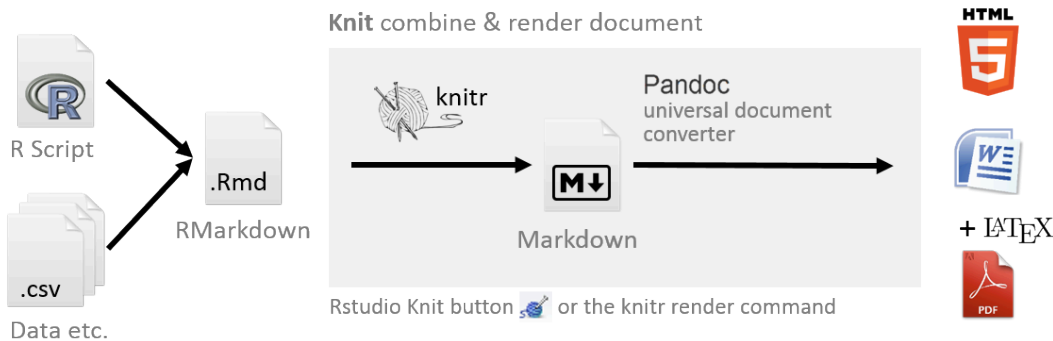 Knit combine & render document
HTML
5
R
R Script
knitr
Pandoc
universal document
converter
.Rmd
RMarkdown
M
Markdown
W
+ LATEX
.csv
Data etc.
PDF
Rstudio Knit button or the knitr render command